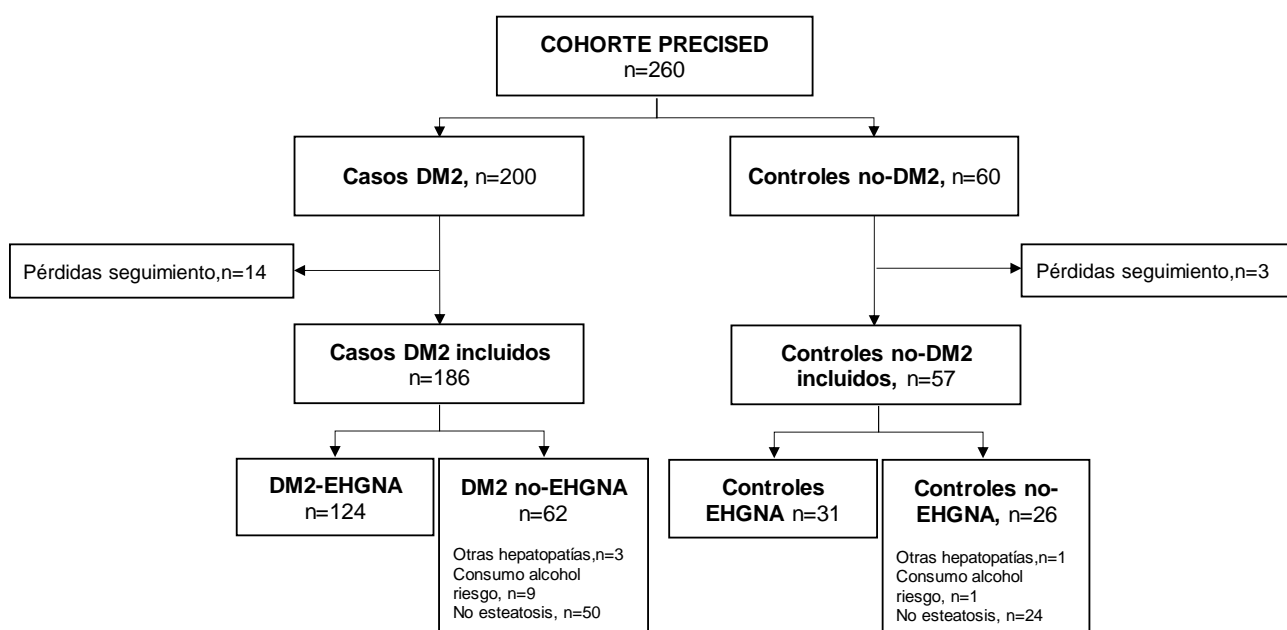 COHORTE PRECISED
n=260
Casos DM2, n=200
Controles no-DM2, n=60
Pérdidas seguimiento,n=14
Pérdidas seguimiento,n=3
Casos DM2 incluidos
n=186
Controles no-DM2
incluidos, n=57
DM2-EHGNA
n=124
DM2 no-EHGNA
n=62
Otras hepatopatías,n=3
Consumo alcohol
riesgo, n=9
No esteatosis, n=50
Controles
EHGNA n=31
Controles no-
EHGNA, n=26
Otras hepatopatías,n=1
Consumo alcohol
riesgo, n=1
No esteatosis, n=24